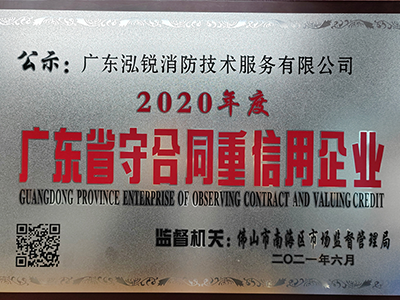 公示：广东泓锐消防技术服务有限公司
2020年度
广东省守合同重信用企业
GUANGDONG PROVINCE ENTERPRISE OF OBSERVING CONTRACT AND VALUING CREDIT
监督机关：佛山市南海区市场监督管理局
二〇二一年六月